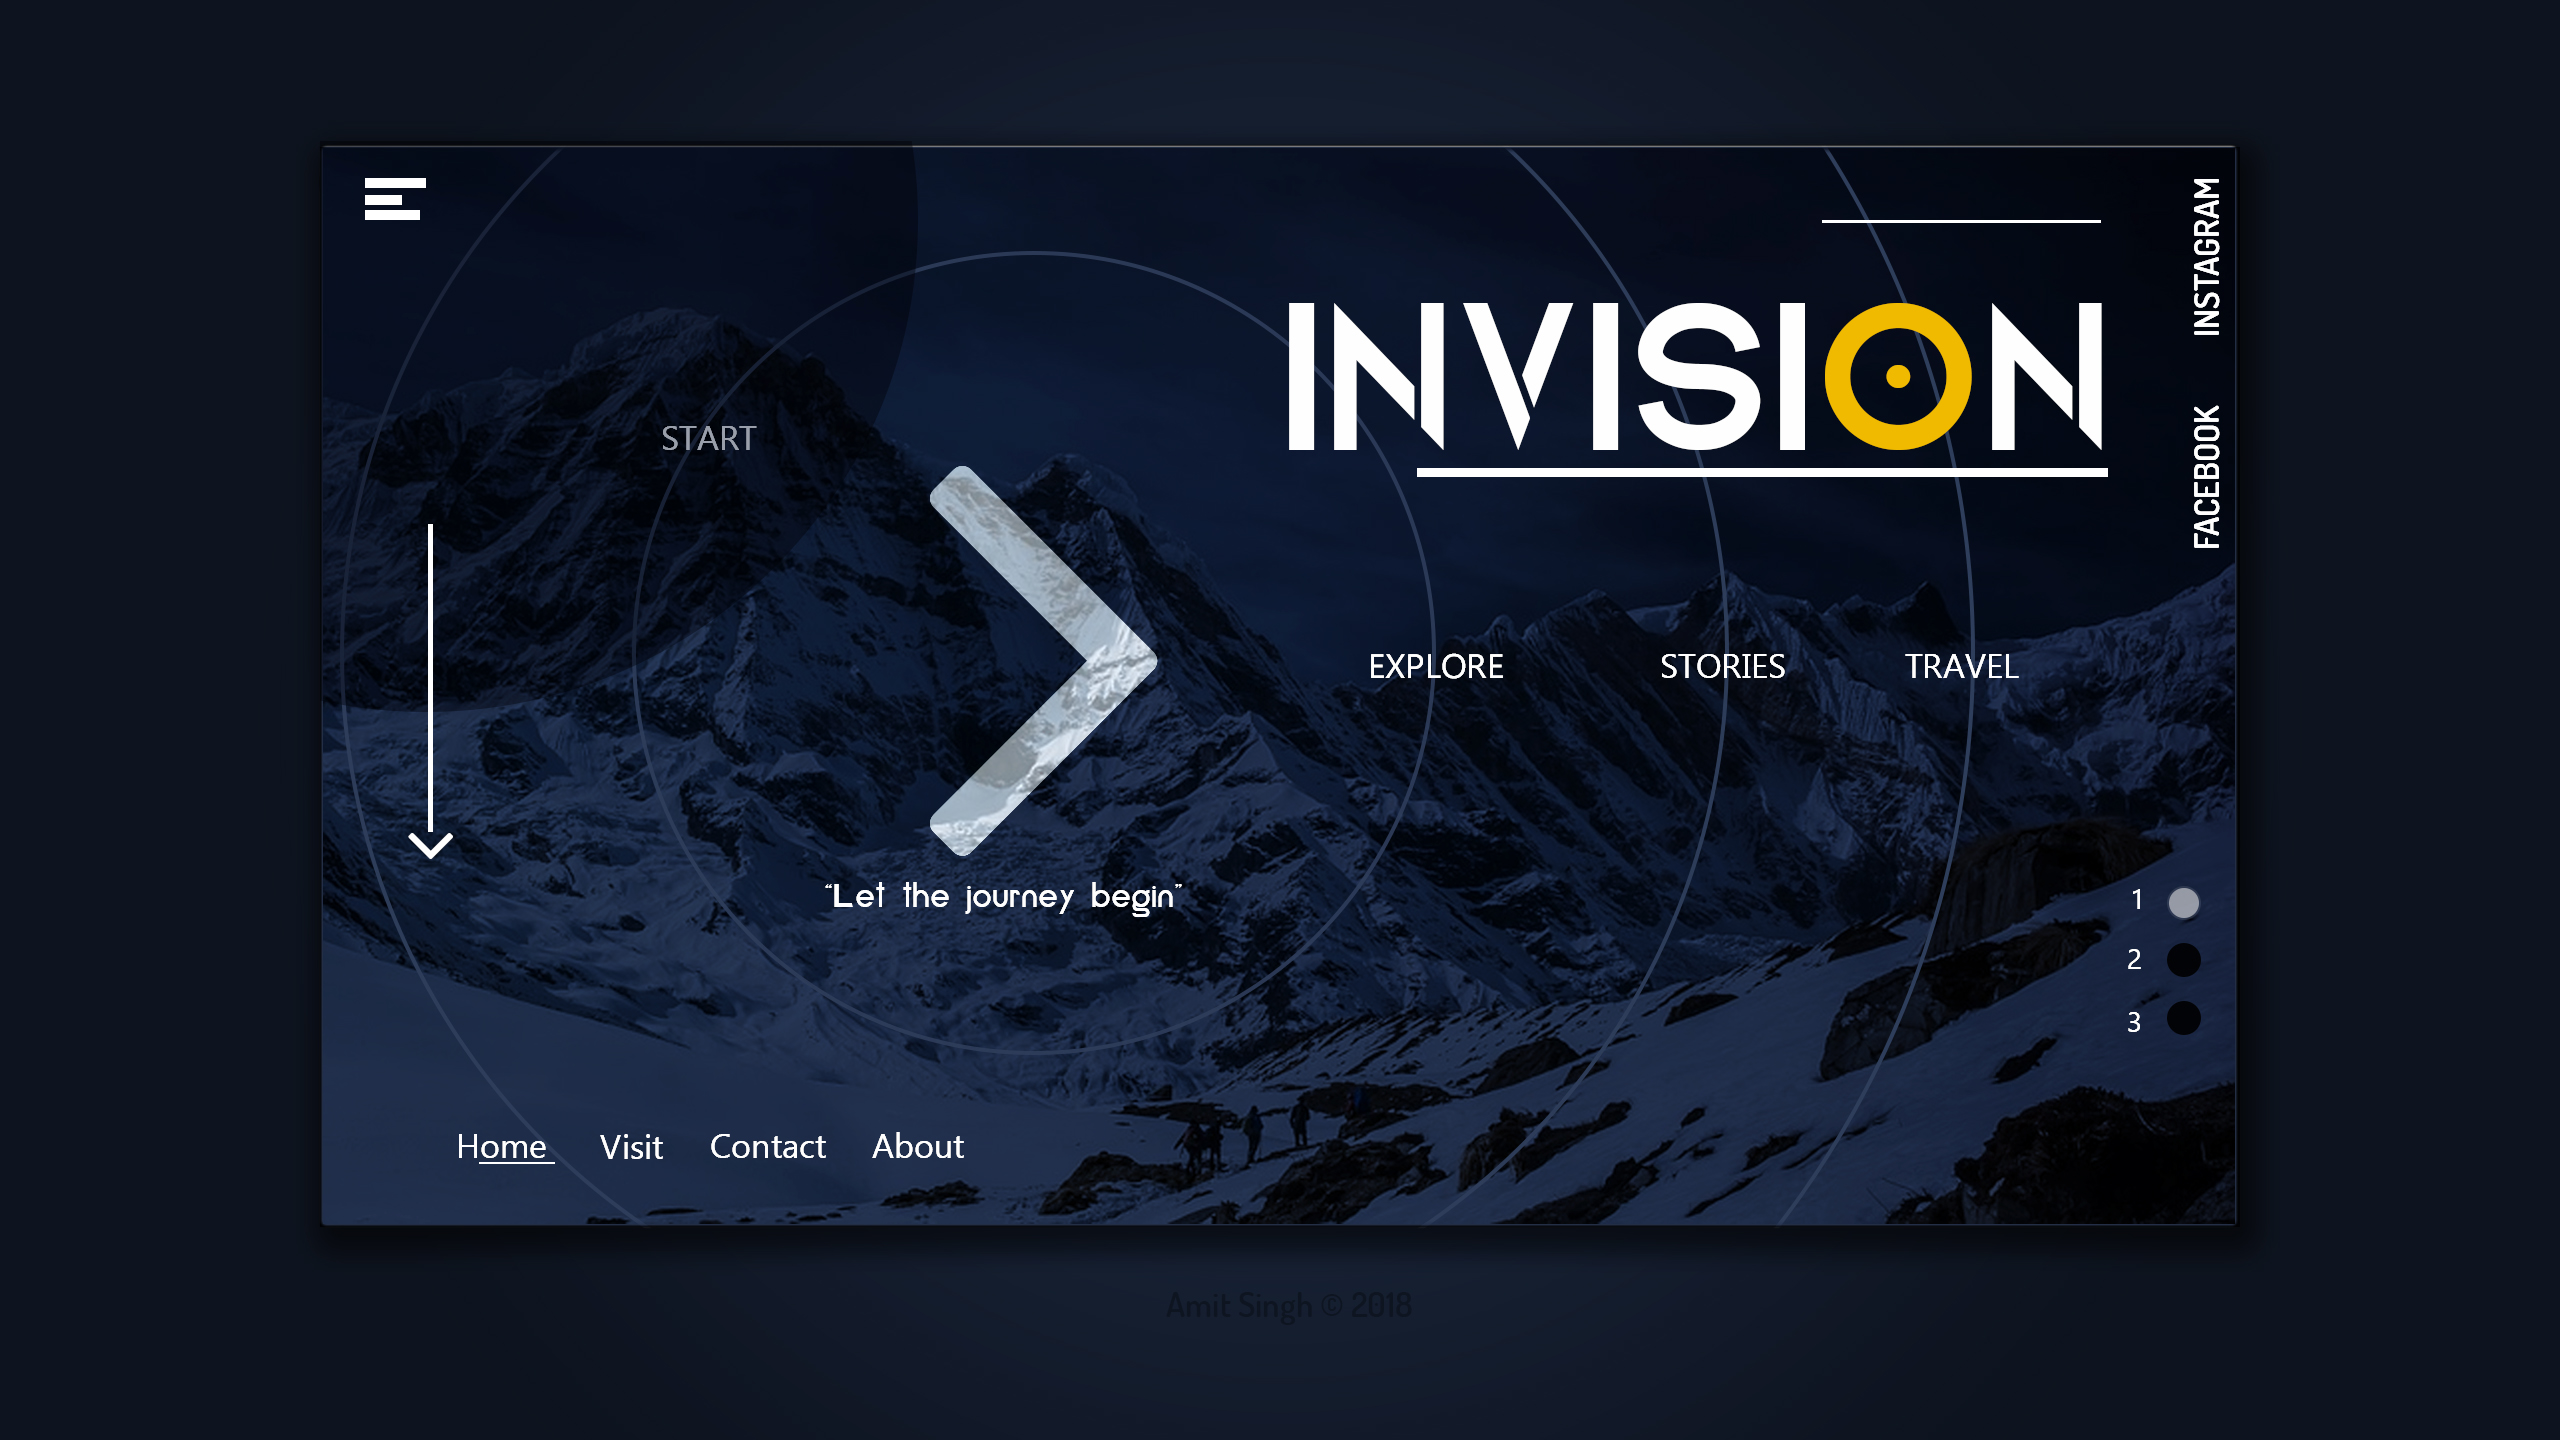 INSTAGRAM
INVISION
FACEBOOK
START
EXPLORE
STORIES
TRAVEL
“Let the journey begin”
1
2
3
Home
Visit
Contact
About
Amit Singh © 2018